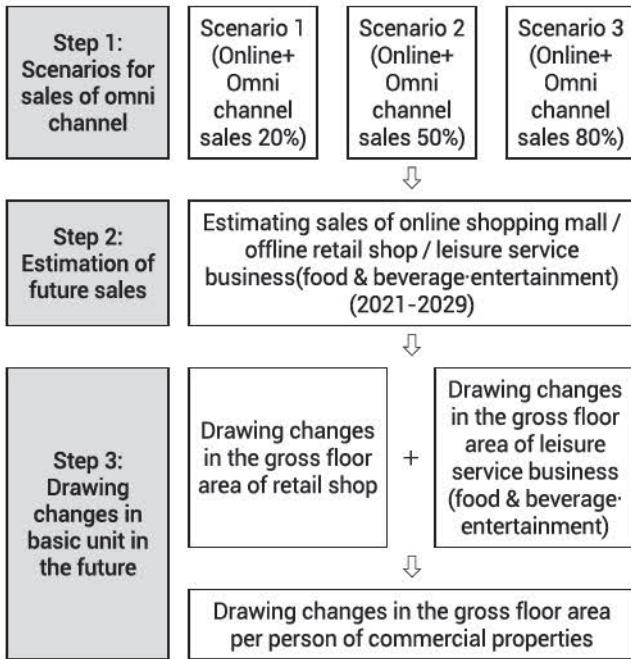 Step 1:
Scenarios for
sales of omni
channel
Scenario 1
(Online+
Omni
channel
sales 20%)
Scenario 2
(Online+
Omni
channel
sales 50%)
Scenario 3
(Online+
Omni
channel
sales 80%)
Step 2:
Estimation of
future sales
Estimating sales of online shopping mall /
offline retail shop / leisure service
business(food & beverage·entertainment)
(2021-2029)
Step 3:
Drawing
changes in
basic unit in
the future
Drawing changes
in the gross floor
area of retail shop
+
Drawing changes
in the gross floor
area of leisure
service business
(food & beverage·
entertainment)
Drawing changes in the gross floor area
per person of commercial properties